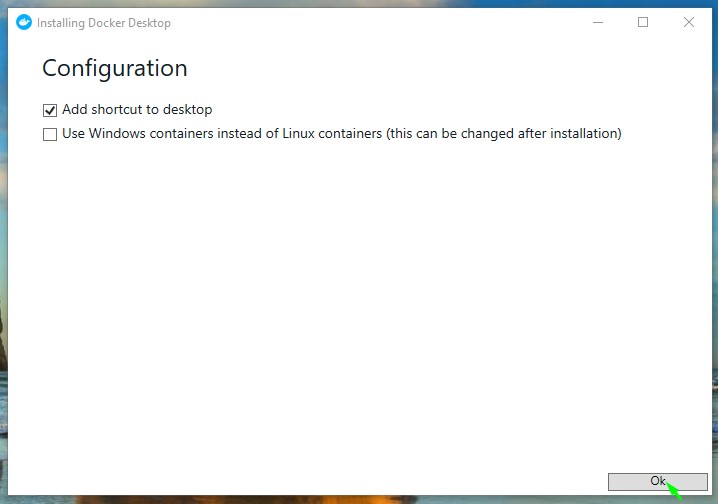 Installing Docker Desktop
Configuration
Add shortcut to desktop
Use Windows containers instead of Linux containers (this can be changed after installation)
Ok